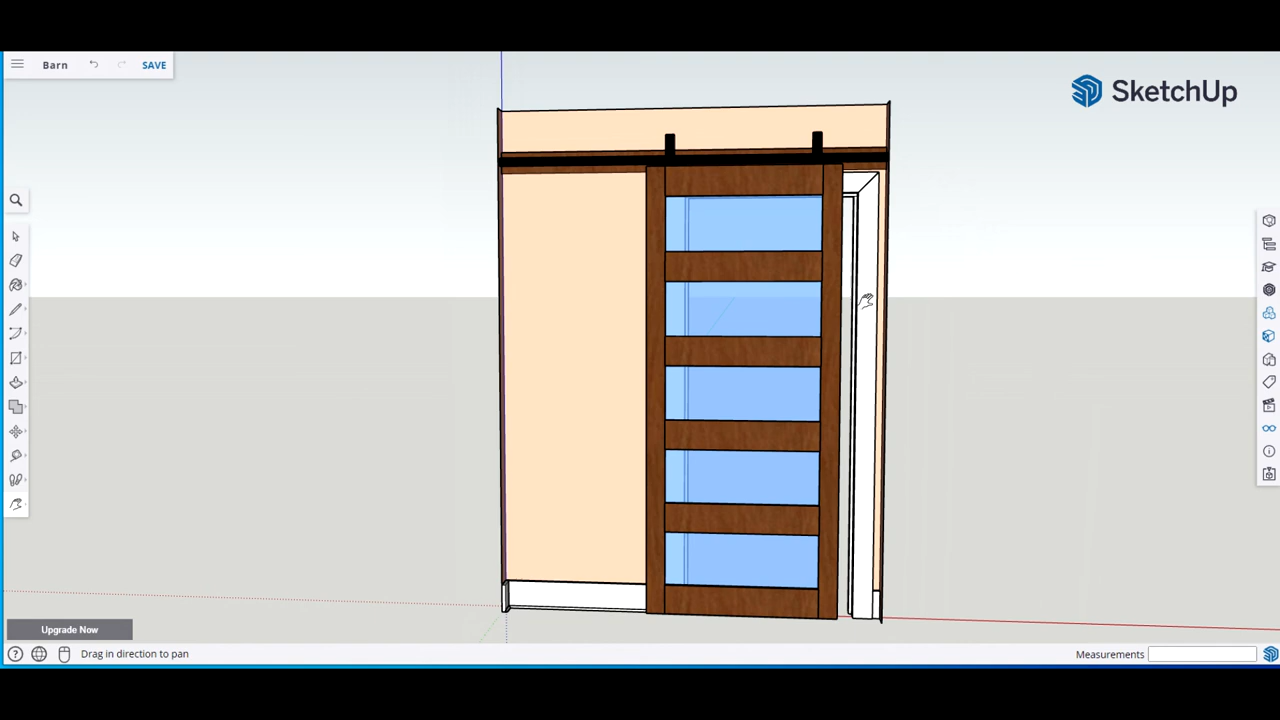 Barn
SAVE
SketchUp
Upgrade Now
Drag in direction to pan
Measurements